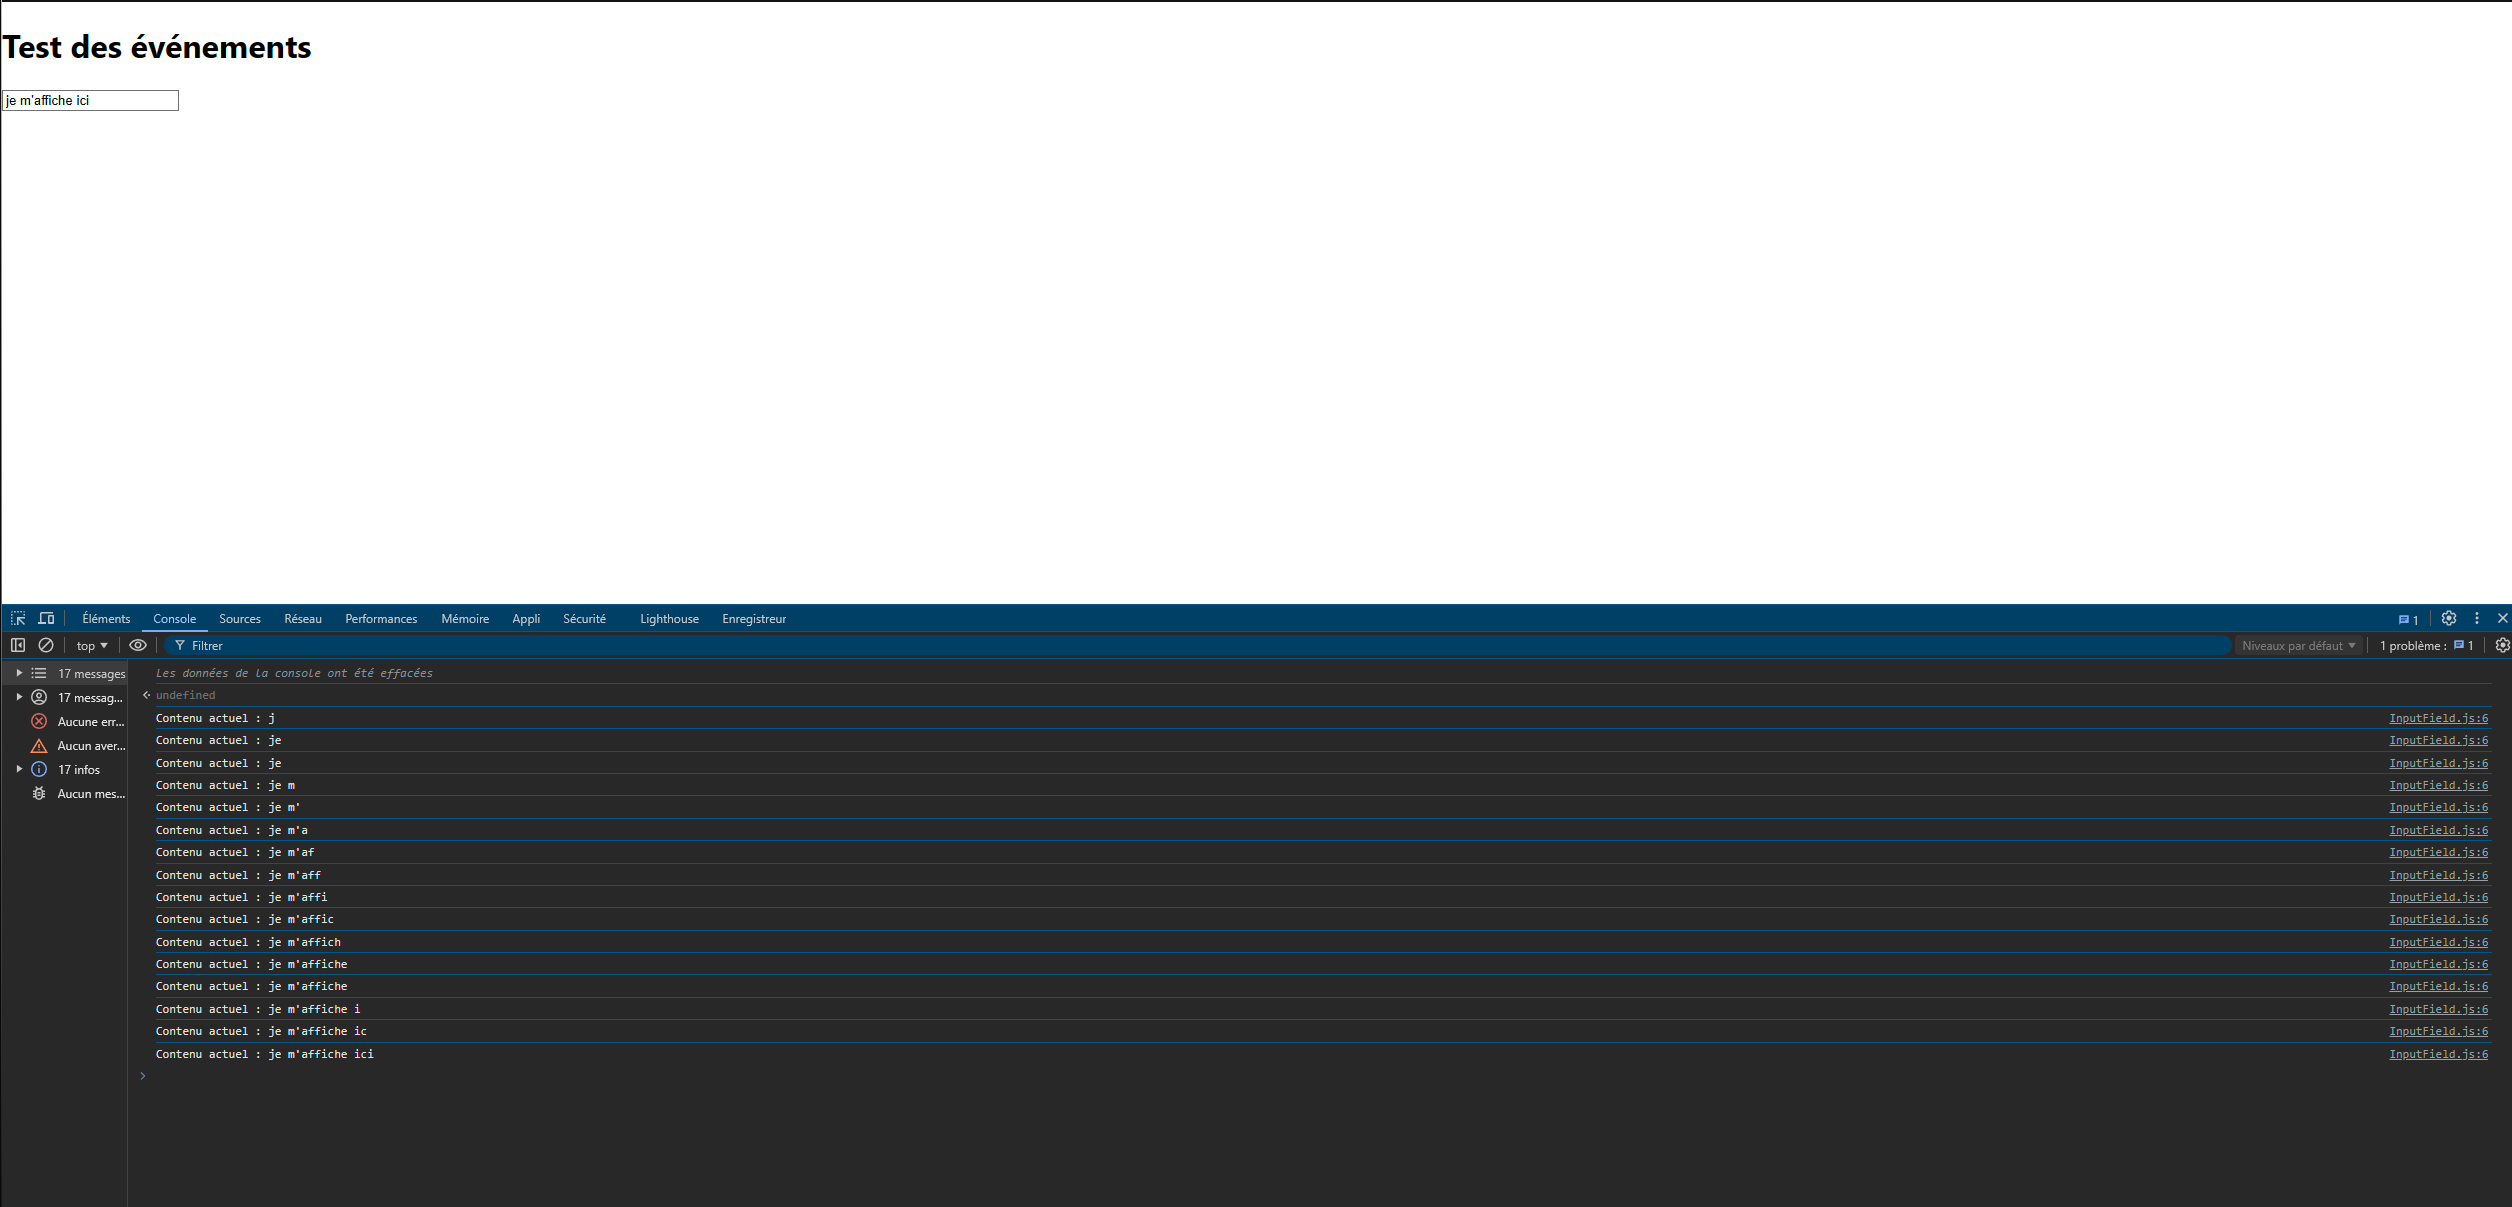 Test des événements
je m'affiche ici
Éléments Console Sources Réseau Performances Mémoire Appli Sécurité Lighthouse Enregistreur 1
top Filtrer Niveaux par défaut 1 problème : 1
17 messages
17 messag...
Aucune err...
Aucun aver...
17 infos
Aucun mes...
Les données de la console ont été effacées
undefined
Contenu actuel : j InputField.js:6
Contenu actuel : je InputField.js:6
Contenu actuel : je InputField.js:6
Contenu actuel : je m InputField.js:6
Contenu actuel : je m' InputField.js:6
Contenu actuel : je m'a InputField.js:6
Contenu actuel : je m'af InputField.js:6
Contenu actuel : je m'aff InputField.js:6
Contenu actuel : je m'affi InputField.js:6
Contenu actuel : je m'affic InputField.js:6
Contenu actuel : je m'affich InputField.js:6
Contenu actuel : je m'affiche InputField.js:6
Contenu actuel : je m'affiche InputField.js:6
Contenu actuel : je m'affiche i InputField.js:6
Contenu actuel : je m'affiche ic InputField.js:6
Contenu actuel : je m'affiche ici InputField.js:6